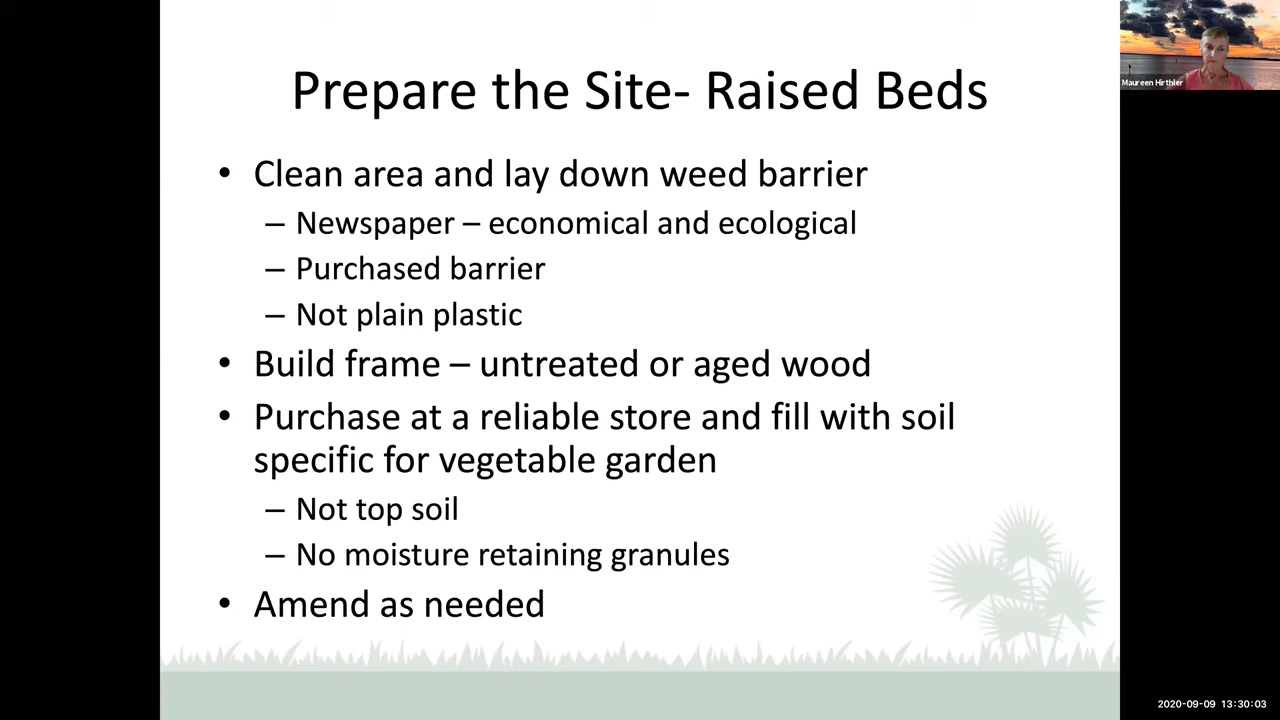 Prepare the Site- Raised Beds
Maureen Hirthler
• Clean area and lay down weed barrier
– Newspaper – economical and ecological
– Purchased barrier
– Not plain plastic
• Build frame – untreated or aged wood
• Purchase at a reliable store and fill with soil
specific for vegetable garden
– Not top soil
– No moisture retaining granules
• Amend as needed
2020-09-09 13:30:03